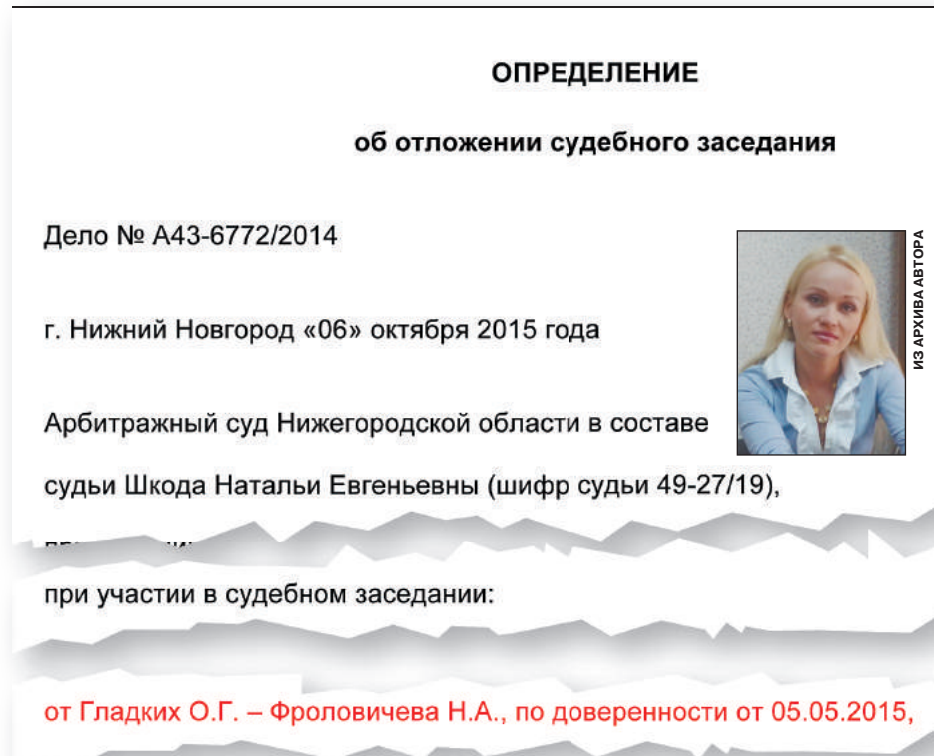 ОПРЕДЕЛЕНИЕ
об отложении судебного заседания
Дело № А43-6772/2014
г. Нижний Новгород «06» октября 2015 года
ИЗ АРХИВА АВТОРА
Арбитражный суд Нижегородской области в составе
судьи Шкода Натальи Евгеньевны (шифр судьи 49-27/19),
при участии в судебном заседании:
от Гладких О.Г. – Фроловичева Н.А., по доверенности от 05.05.2015,